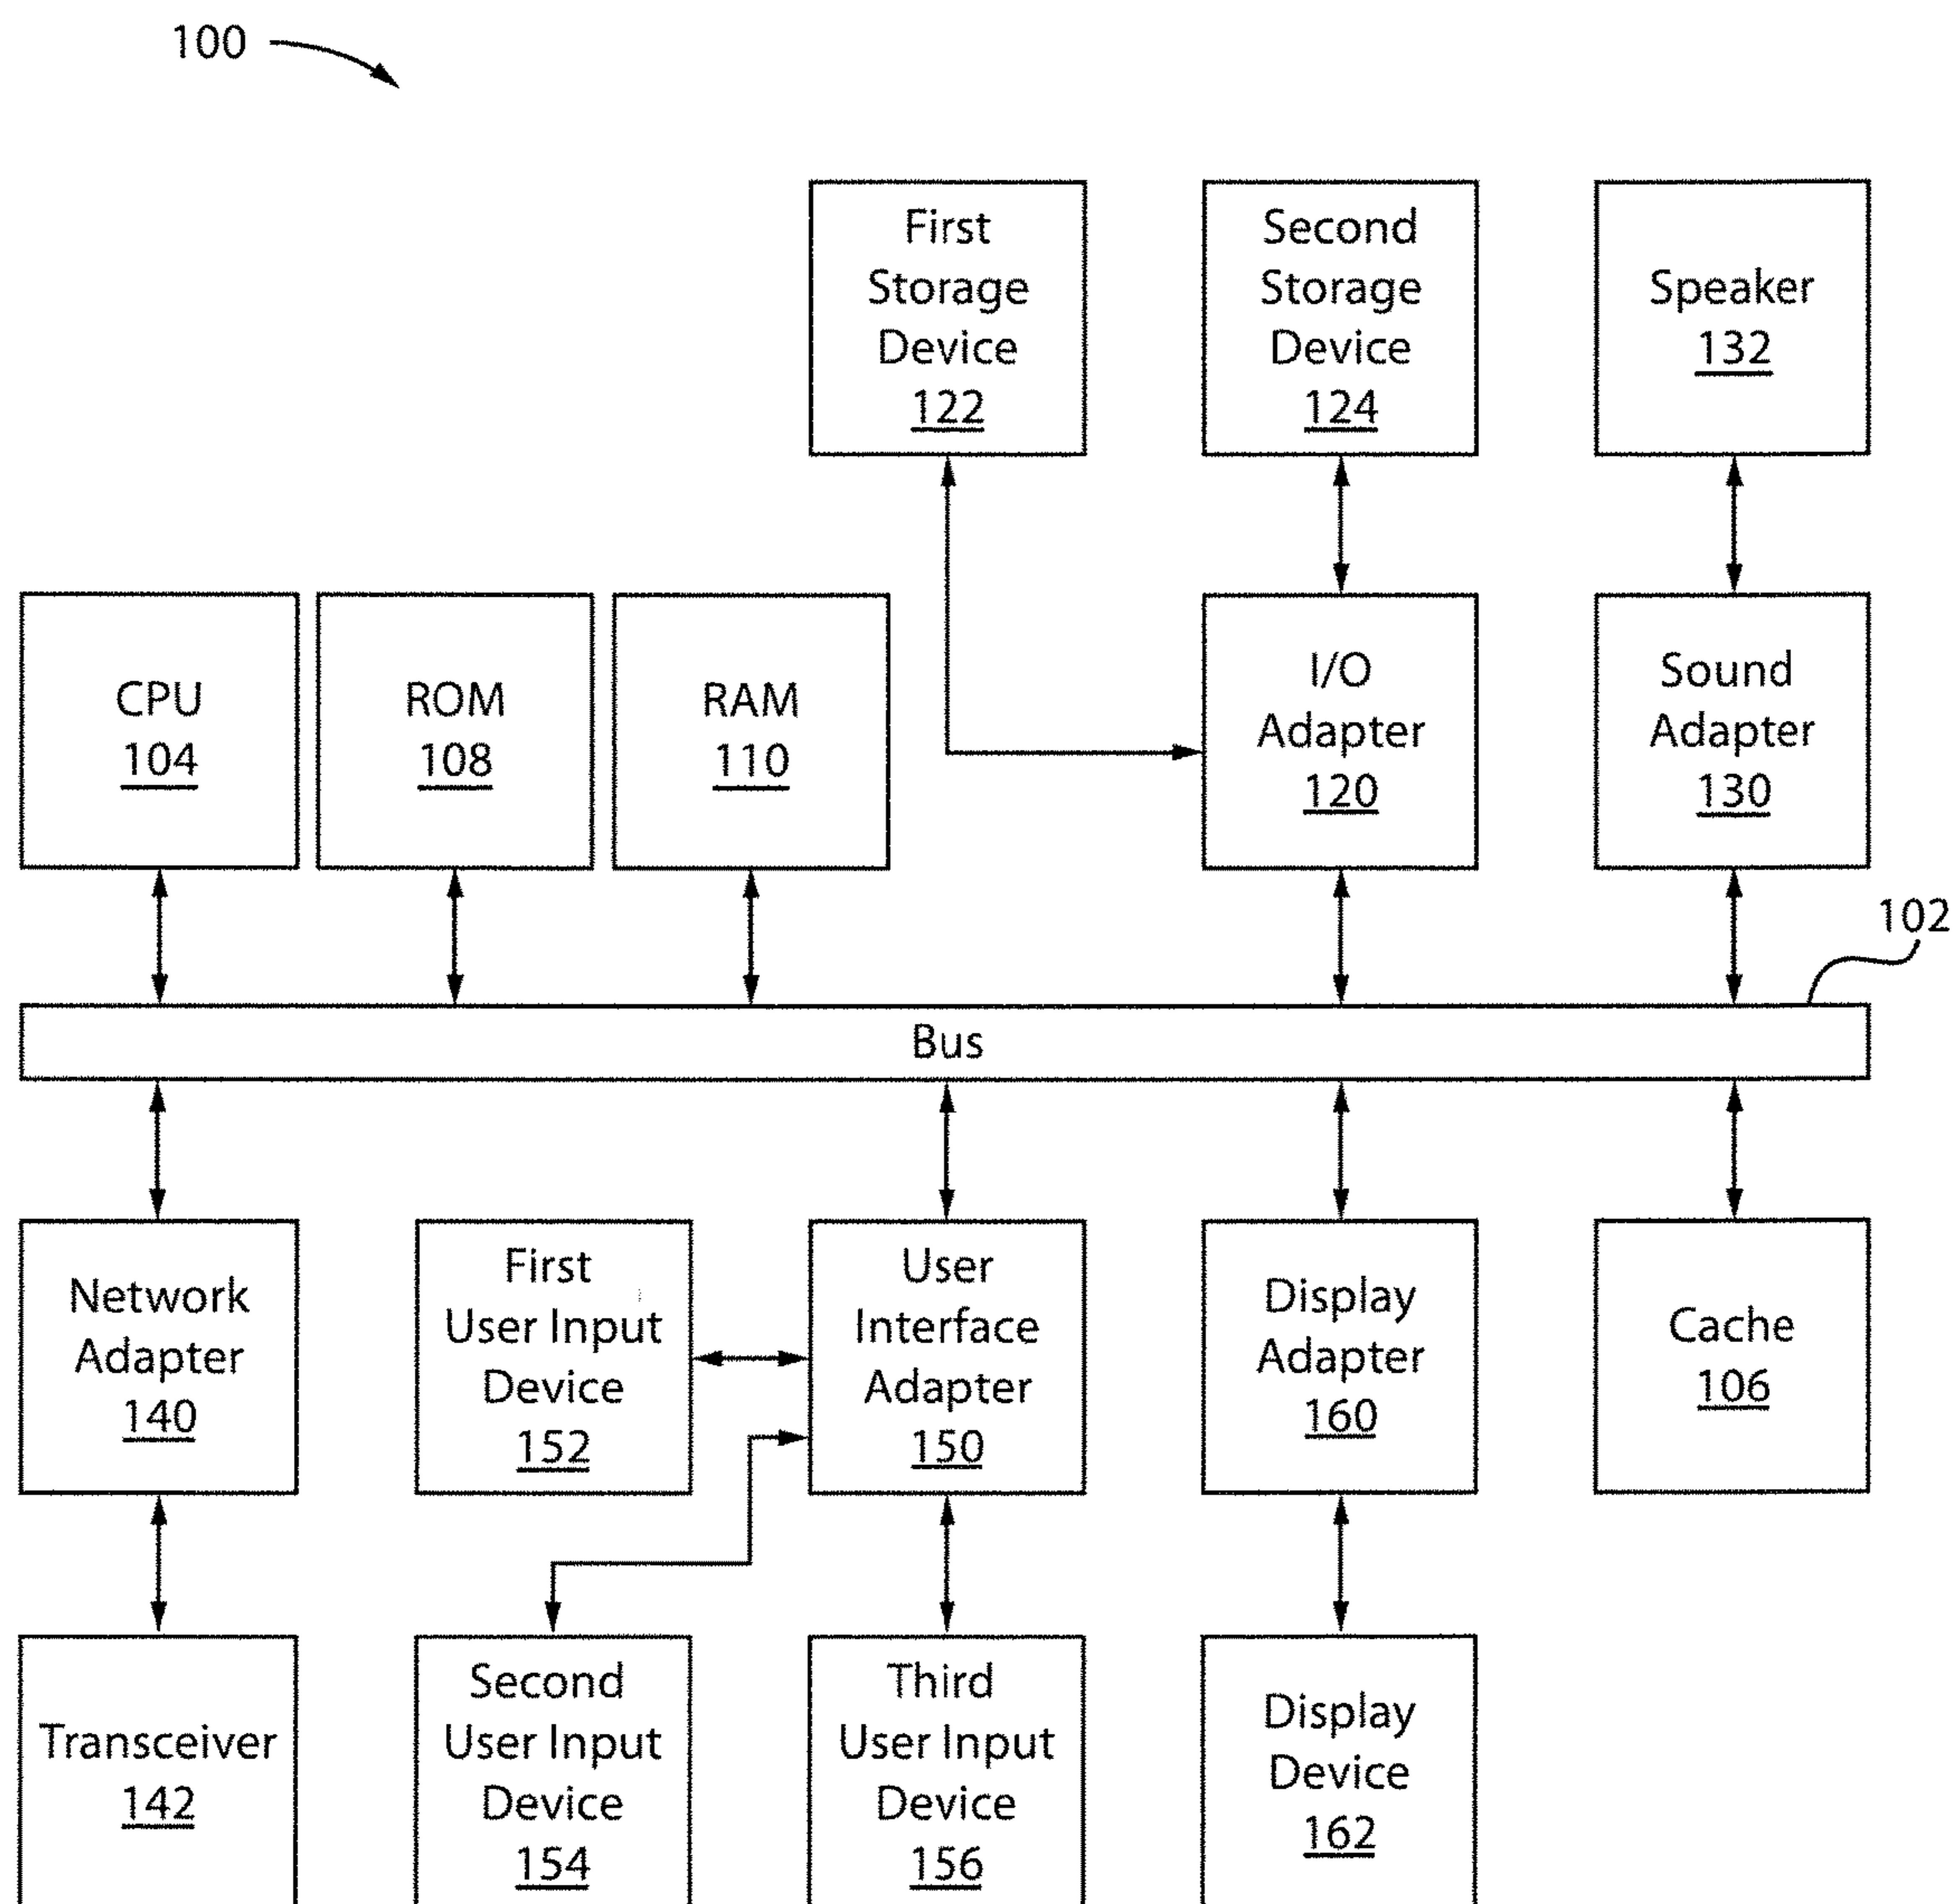 100
First
Storage
Device
122
Second
Storage
Device
124
Speaker
132
CPU
104
ROM
108
RAM
110
I/O
Adapter
120
Sound
Adapter
130
102
Bus
Network
Adapter
140
First
User Input
Device
152
User
Interface
Adapter
150
Display
Adapter
160
Cache
106
Transceiver
142
Second
User Input
Device
154
Third
User Input
Device
156
Display
Device
162